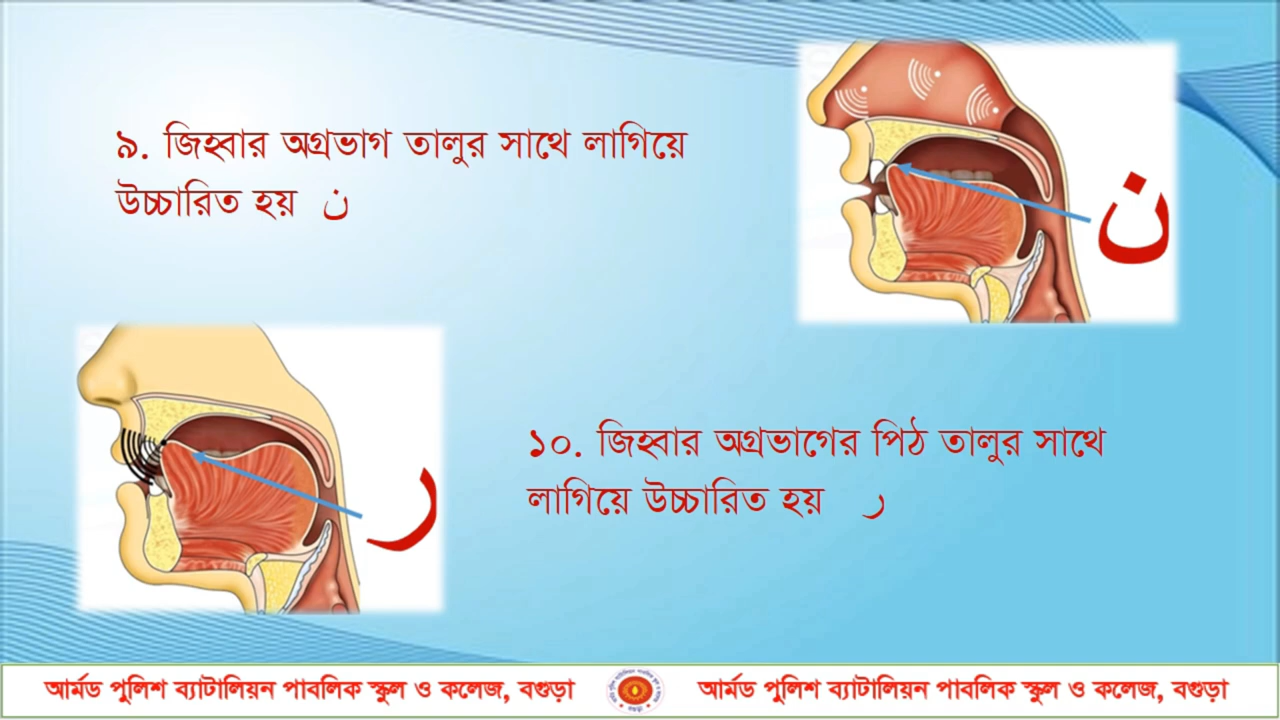 ৯. জিহ্বার অগ্রভাগ তালুর সাথে লাগিয়ে
উচ্চারিত হয় ن
ن
১০. জিহ্বার অগ্রভাগের পিঠ তালুর সাথে
লাগিয়ে উচ্চারিত হয় ر
ر
আর্মড পুলিশ ব্যাটালিয়ন পাবলিক স্কুল ও কলেজ, বগুড়া
আর্মড পুলিশ ব্যাটালিয়ন পাবলিক স্কুল ও কলেজ, বগুড়া